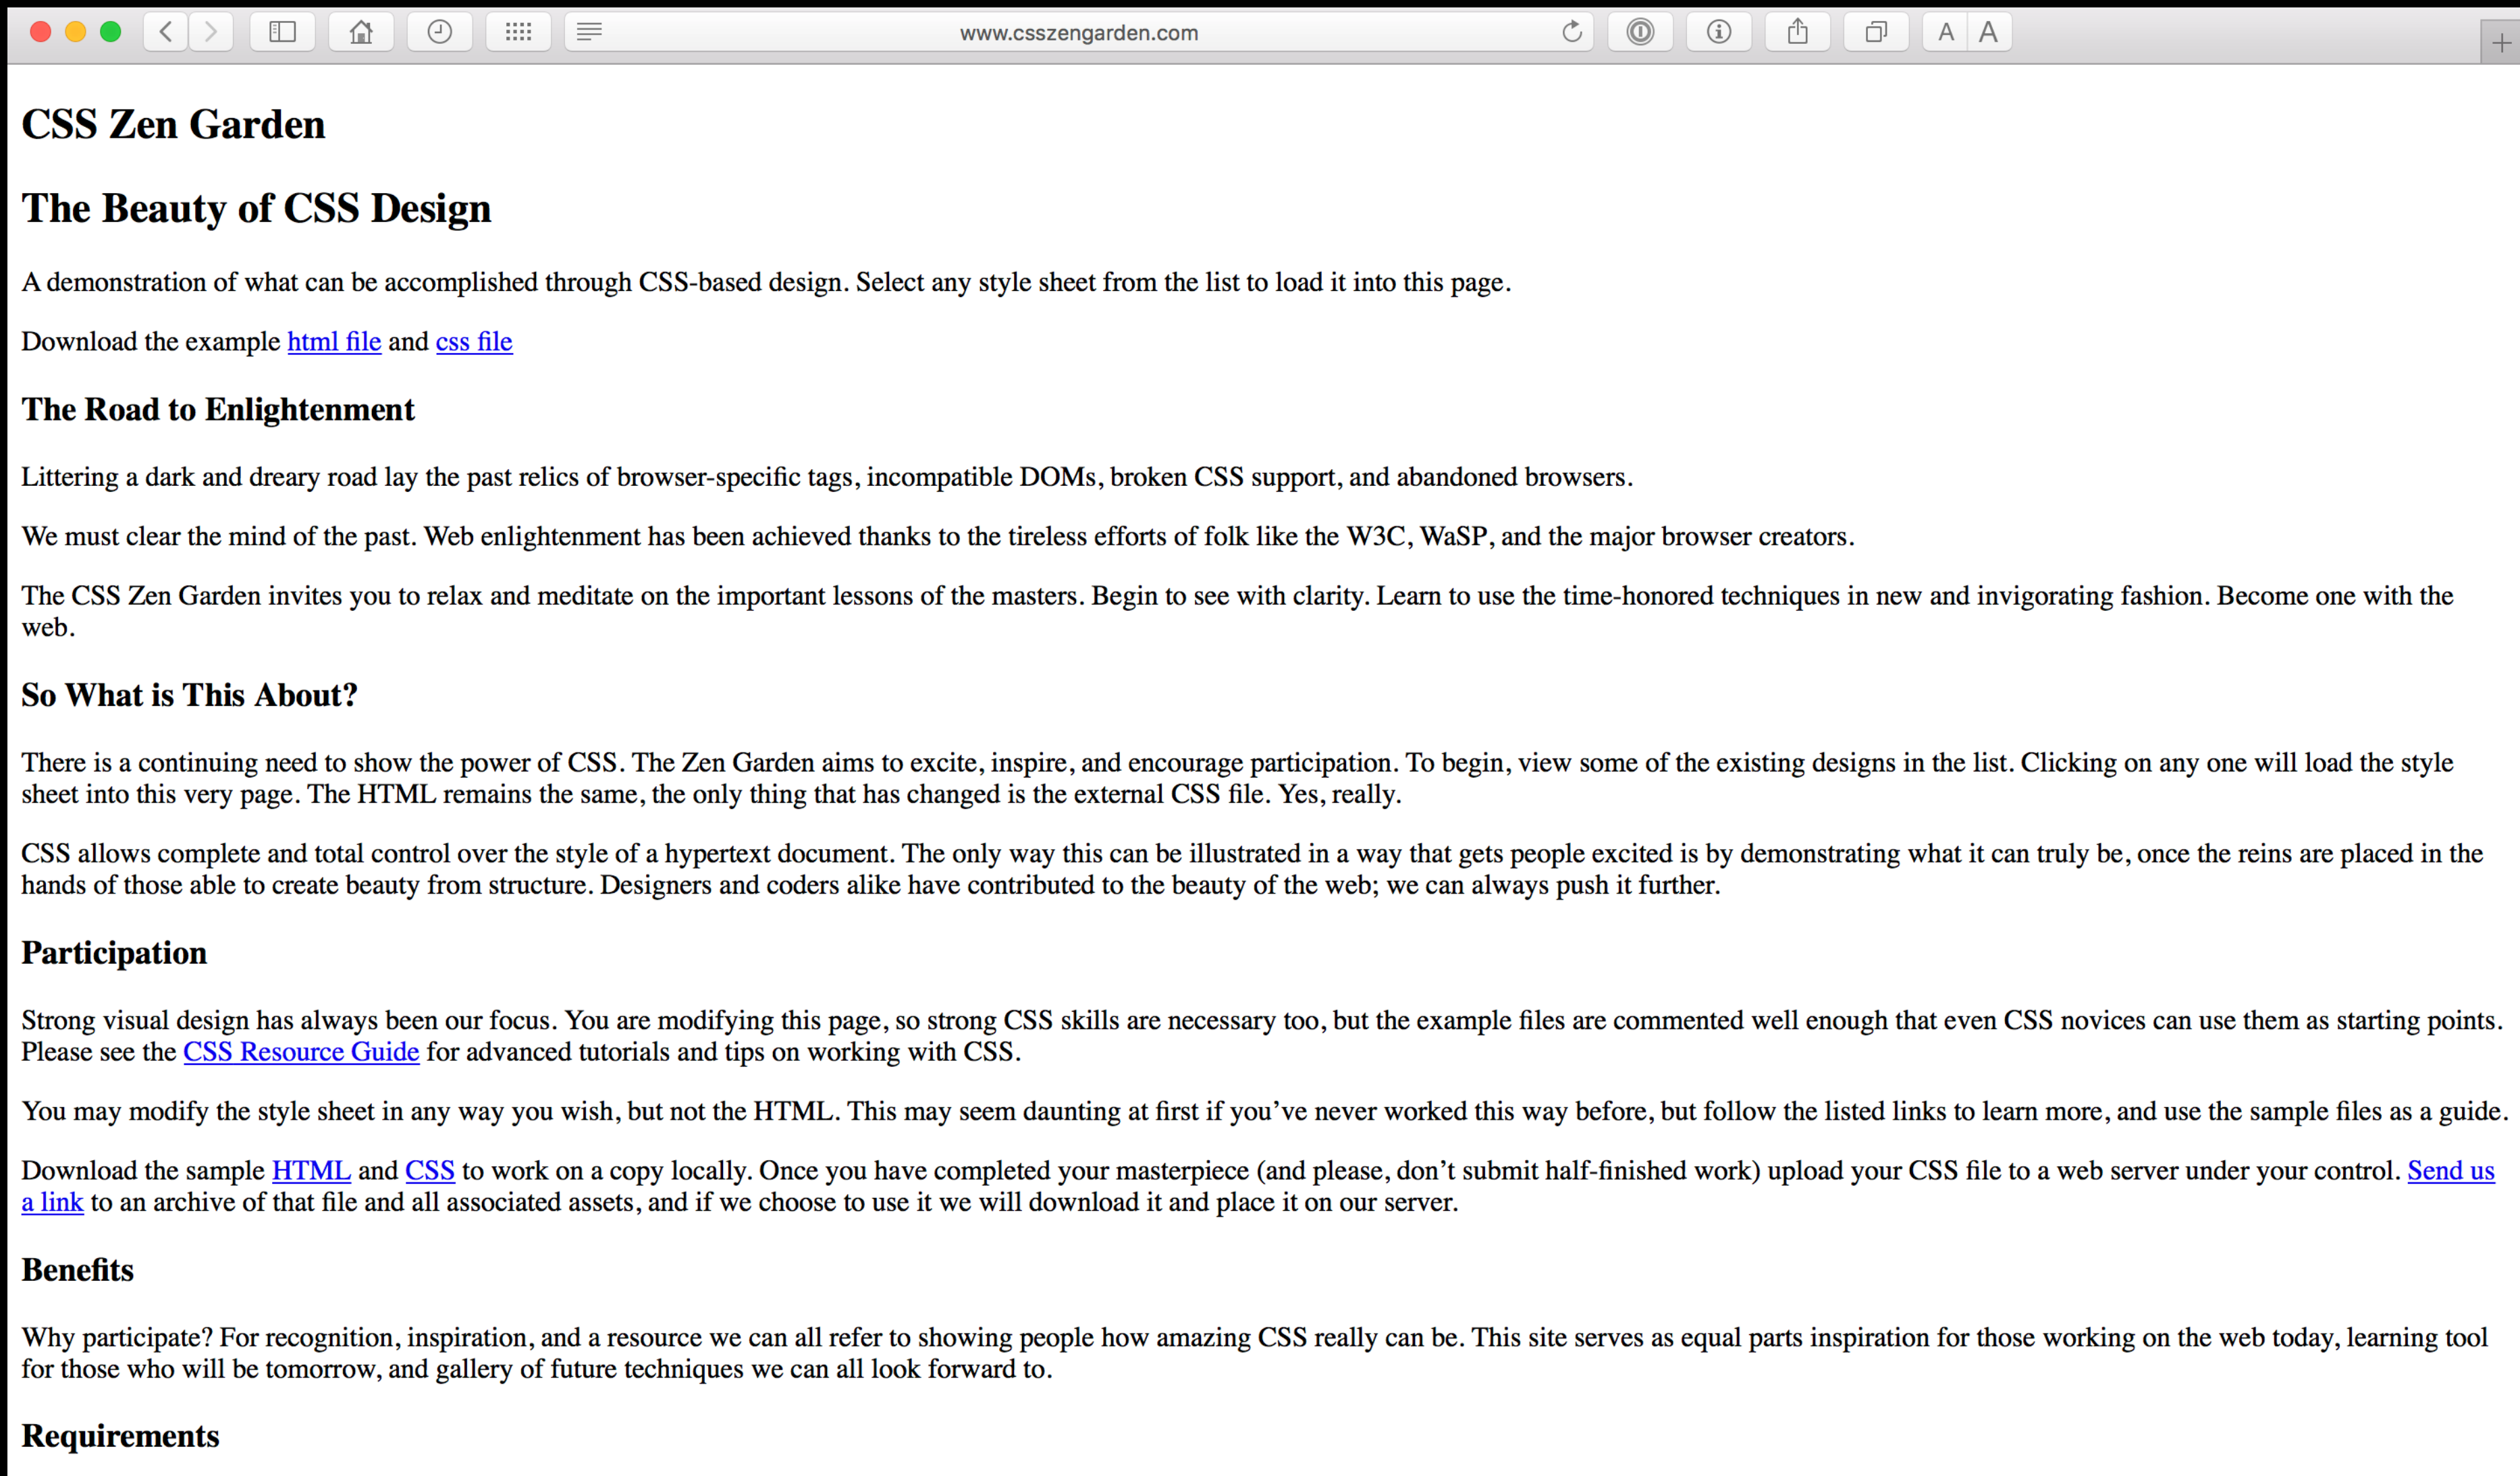 www.csszengarden.com
A A
CSS Zen Garden
The Beauty of CSS Design
A demonstration of what can be accomplished through CSS-based design. Select any style sheet from the list to load it into this page.
Download the example html file and css file
The Road to Enlightenment
Littering a dark and dreary road lay the past relics of browser-specific tags, incompatible DOMs, broken CSS support, and abandoned browsers.
We must clear the mind of the past. Web enlightenment has been achieved thanks to the tireless efforts of folk like the W3C, WaSP, and the major browser creators.
The CSS Zen Garden invites you to relax and meditate on the important lessons of the masters. Begin to see with clarity. Learn to use the time-honored techniques in new and invigorating fashion. Become one with the
web.
So What is This About?
There is a continuing need to show the power of CSS. The Zen Garden aims to excite, inspire, and encourage participation. To begin, view some of the existing designs in the list. Clicking on any one will load the style
sheet into this very page. The HTML remains the same, the only thing that has changed is the external CSS file. Yes, really.
CSS allows complete and total control over the style of a hypertext document. The only way this can be illustrated in a way that gets people excited is by demonstrating what it can truly be, once the reins are placed in the
hands of those able to create beauty from structure. Designers and coders alike have contributed to the beauty of the web; we can always push it further.
Participation
Strong visual design has always been our focus. You are modifying this page, so strong CSS skills are necessary too, but the example files are commented well enough that even CSS novices can use them as starting points.
Please see the CSS Resource Guide for advanced tutorials and tips on working with CSS.
You may modify the style sheet in any way you wish, but not the HTML. This may seem daunting at first if you’ve never worked this way before, but follow the listed links to learn more, and use the sample files as a guide.
Download the sample HTML and CSS to work on a copy locally. Once you have completed your masterpiece (and please, don’t submit half-finished work) upload your CSS file to a web server under your control. Send us
a link to an archive of that file and all associated assets, and if we choose to use it we will download it and place it on our server.
Benefits
Why participate? For recognition, inspiration, and a resource we can all refer to showing people how amazing CSS really can be. This site serves as equal parts inspiration for those working on the web today, learning tool
for those who will be tomorrow, and gallery of future techniques we can all look forward to.
Requirements